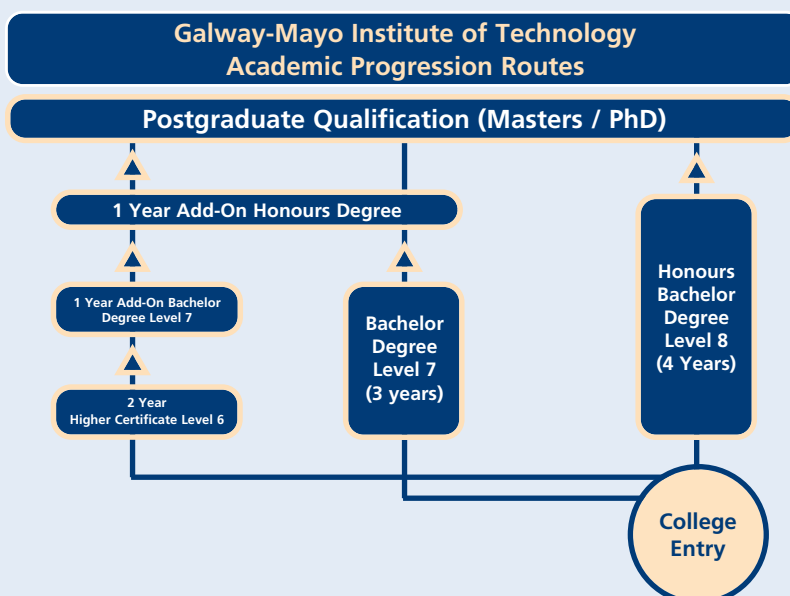 Galway-Mayo Institute of Technology
Academic Progression Routes
Postgraduate Qualification (Masters / PhD)
1 Year Add-On Honours Degree
1 Year Add-On Bachelor
Degree Level 7
2 Year
Higher Certificate Level 6
Bachelor
Degree
Level 7
(3 years)
Honours
Bachelor
Degree
Level 8
(4 Years)
College
Entry